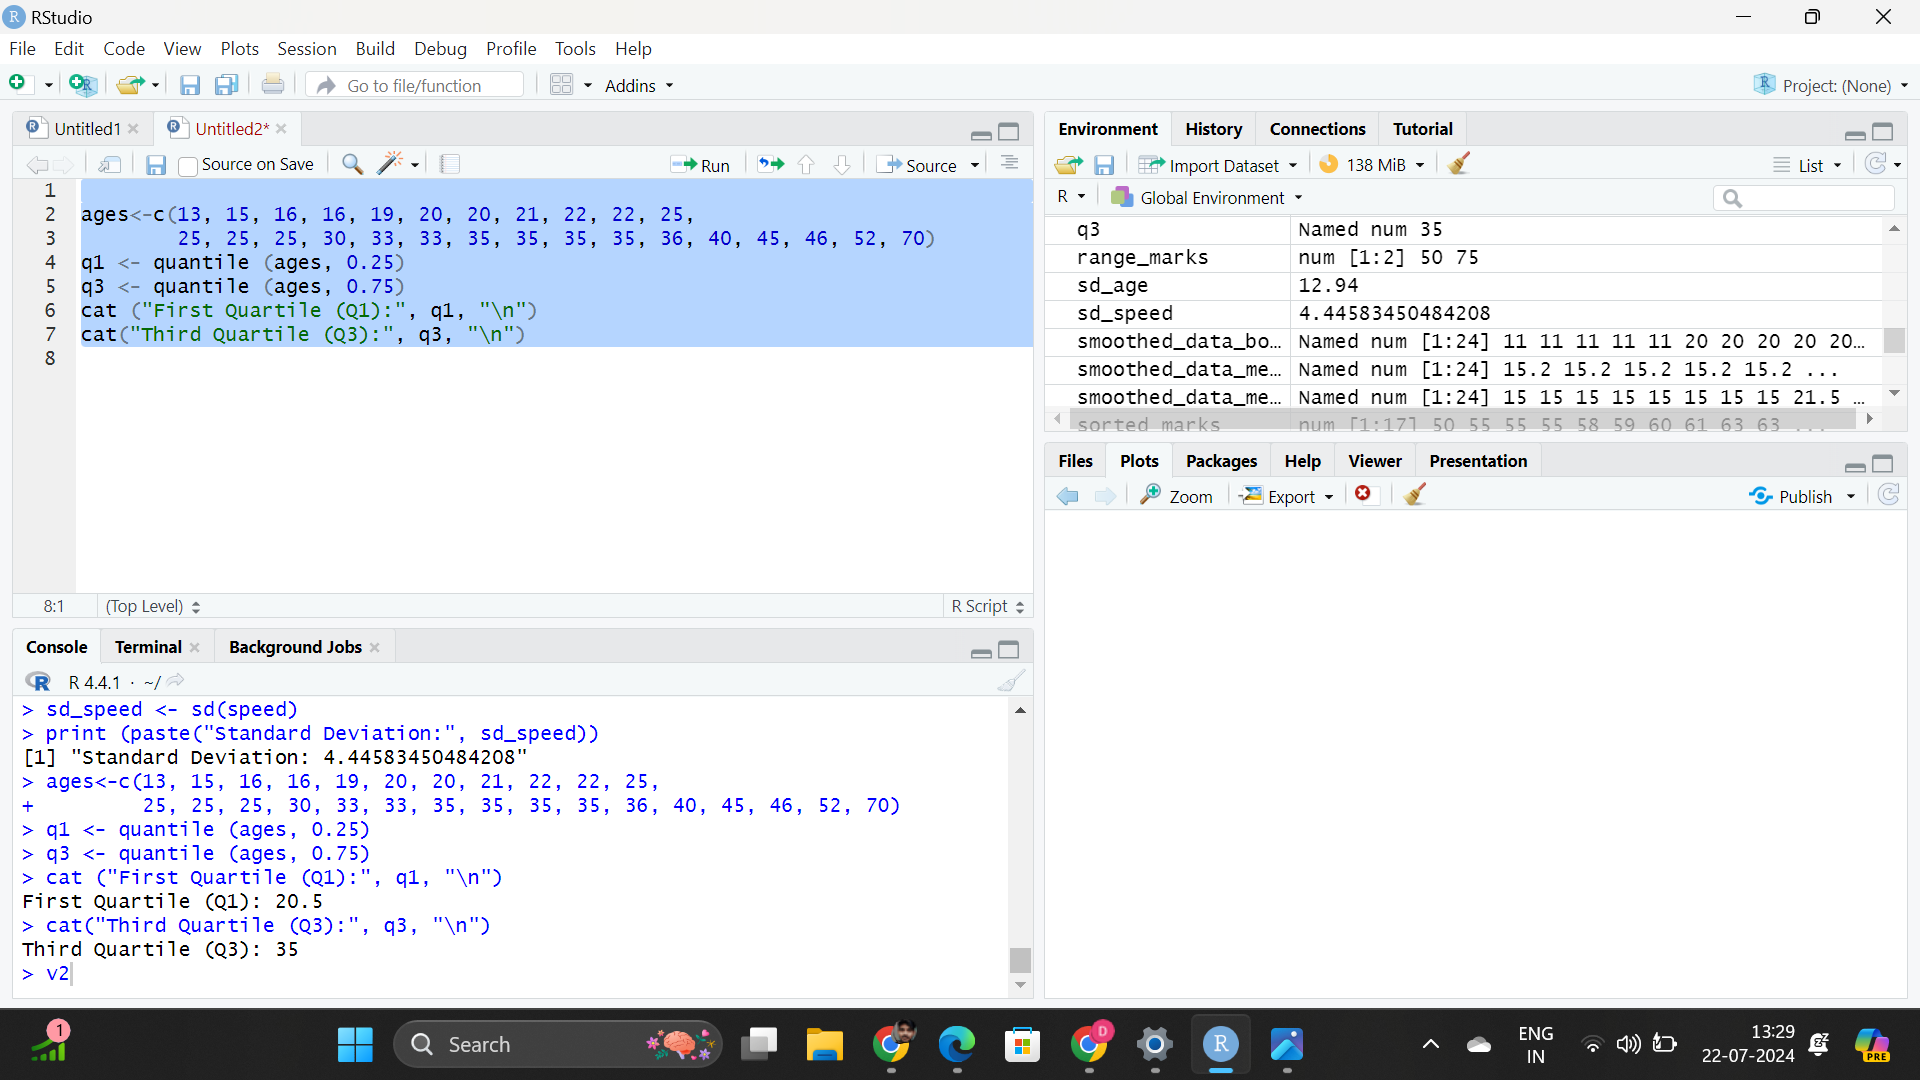 RStudio
File Edit Code View Plots Session Build Debug Profile Tools Help
Go to file/function Addins Project: (None)
Untitled1 Untitled2*
Source on Save Run Source
1
2 ages<-c(13, 15, 16, 16, 19, 20, 20, 21, 22, 22, 25,
3 25, 25, 25, 30, 33, 33, 35, 35, 35, 35, 36, 40, 45, 46, 52, 70)
4 q1 <- quantile (ages, 0.25)
5 q3 <- quantile (ages, 0.75)
6 cat ("First Quartile (Q1):", q1, "\n")
7 cat("Third Quartile (Q3):", q3, "\n")
8
8:1 (Top Level) R Script
Console Terminal Background Jobs
R 4.4.1 · ~/
> sd_speed <- sd(speed)
> print (paste("Standard Deviation:", sd_speed))
[1] "Standard Deviation: 4.44583450484208"
> ages<-c(13, 15, 16, 16, 19, 20, 20, 21, 22, 22, 25,
+ 25, 25, 25, 30, 33, 33, 35, 35, 35, 35, 36, 40, 45, 46, 52, 70)
> q1 <- quantile (ages, 0.25)
> q3 <- quantile (ages, 0.75)
> cat ("First Quartile (Q1):", q1, "\n")
First Quartile (Q1): 20.5
> cat("Third Quartile (Q3):", q3, "\n")
Third Quartile (Q3): 35
> v2
Environment History Connections Tutorial
Import Dataset 138 MiB List
R Global Environment
q3 Named num 35
range_marks num [1:2] 50 75
sd_age 12.94
sd_speed 4.44583450484208
smoothed_data_bo... Named num [1:24] 11 11 11 11 11 20 20 20 20 20...
smoothed_data_me... Named num [1:24] 15.2 15.2 15.2 15.2 15.2 ...
smoothed_data_me... Named num [1:24] 15 15 15 15 15 15 15 15 21.5 ...
sorted_marks num [1:17] 50 55 55 55 58 59 60 61 63 63 ...
Files Plots Packages Help Viewer Presentation
Zoom Export Publish
1 Search D R ENG 13:29
IN 22-07-2024 PRE